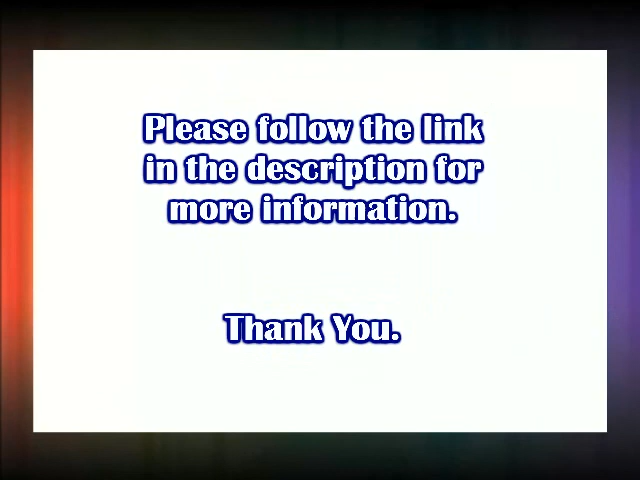 Please follow the link
in the description for
more information.
Thank You.